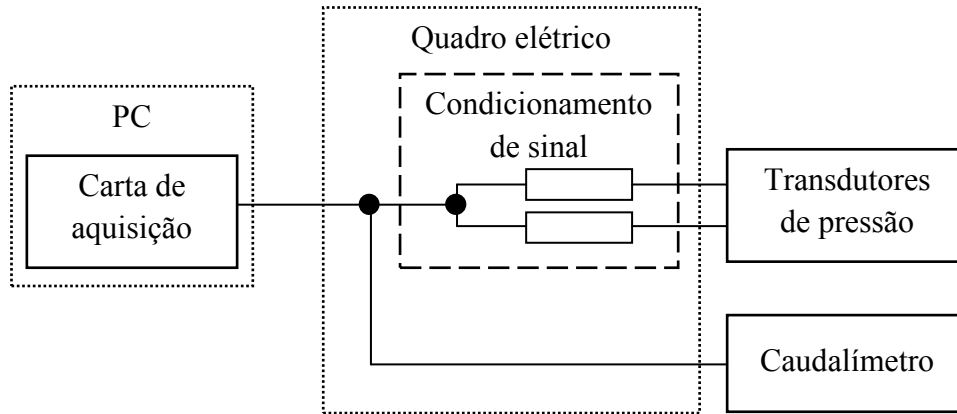 Quadro elétrico
PC
Carta de
aquisição
Condicionamento
de sinal
Transdutores
de pressão
Caudalímetro